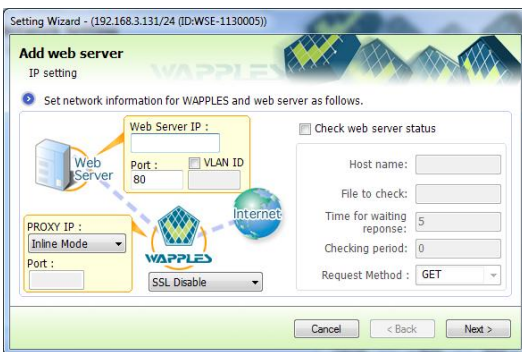 Setting Wizard - (192.168.3.131/24 (ID:WSE-1130005))
Add web server
IP setting
WAPPLES
Set network information for WAPPLES and web server as follows.
Web Server IP :
Port :
VLAN ID
80
Web
Server
Internet
PROXY IP :
Inline Mode
Port :
WAPPLES
SSL Disable
Check web server status
Host name:
File to check:
Time for waiting
reponse:
5
Checking period:
0
Request Method :
GET
Cancel
< Back
Next >